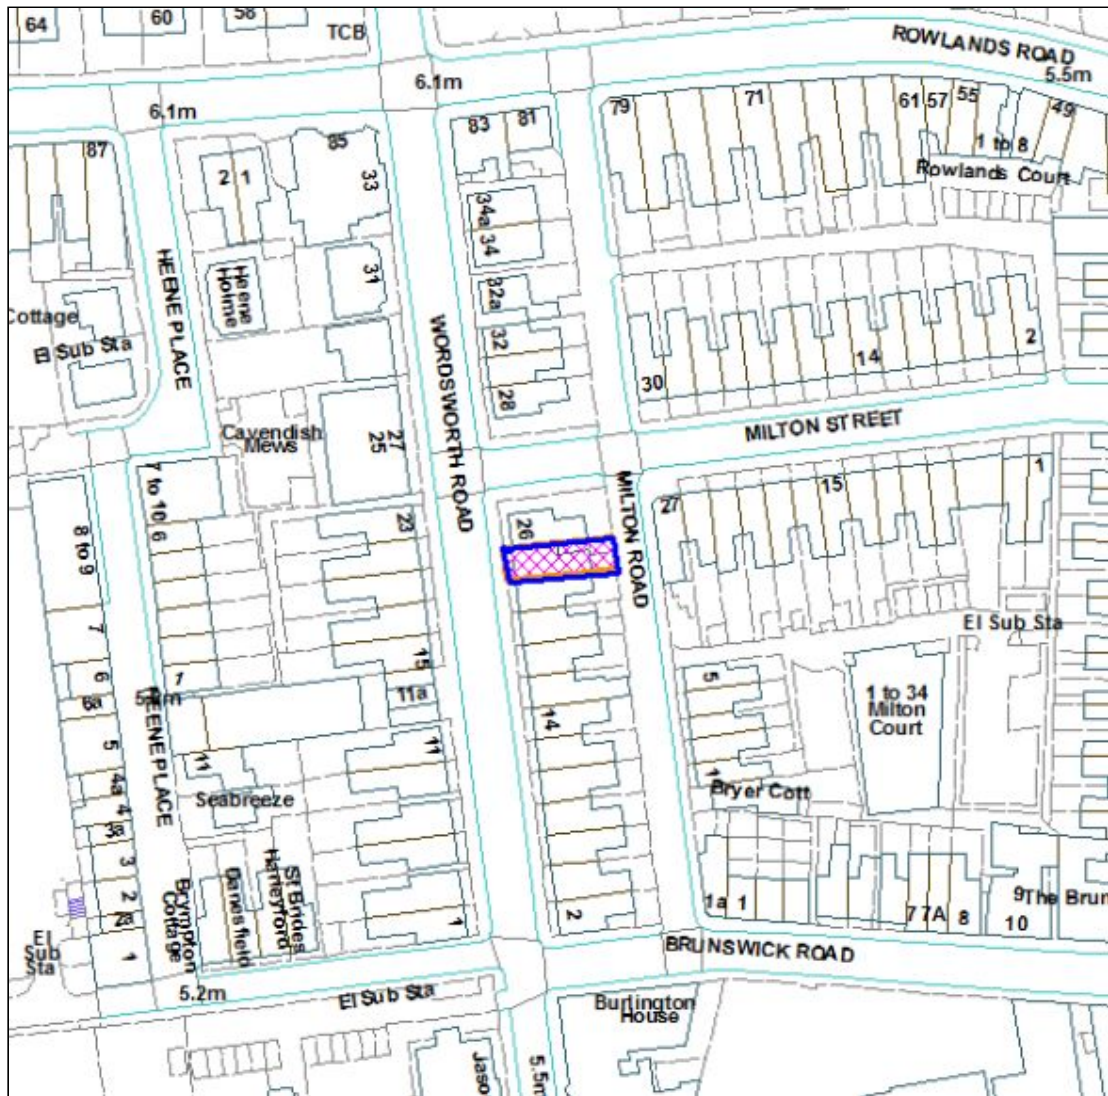 64
60
58
TCB
ROWLANDS ROAD
5.5m
6.1m
6.1m
87
2
1
85
33
83
81
79
71
61
57
55
49
1 to 8
Rowlands Court
34a
34
31
HEENE PLACE
Heene
Holme
Cottage
El Sub Sta
32a
32
28
WORDSWORTH ROAD
30
14
2
MILTON STREET
Cavendish
Mews
27
25
7 to 10
6
8 to 9
23
26
MILTON ROAD
27
15
1
El Sub Sta
7
6
6a
1
15
11a
5
1 to 34
Milton
Court
14
HEENE PLACE
5
11
11
4a
4
Seabreeze
1
Bryer Cott
3
2
1
Brympton
Cottage
Danesfield
Harleyford
St Brides
1
2
1a
1
7
7A
8
9
10
The Brun
El
Sub
Sta
BRUNSWICK ROAD
5.2m
El Sub Sta
Burlington
House
Jaso
5.5m